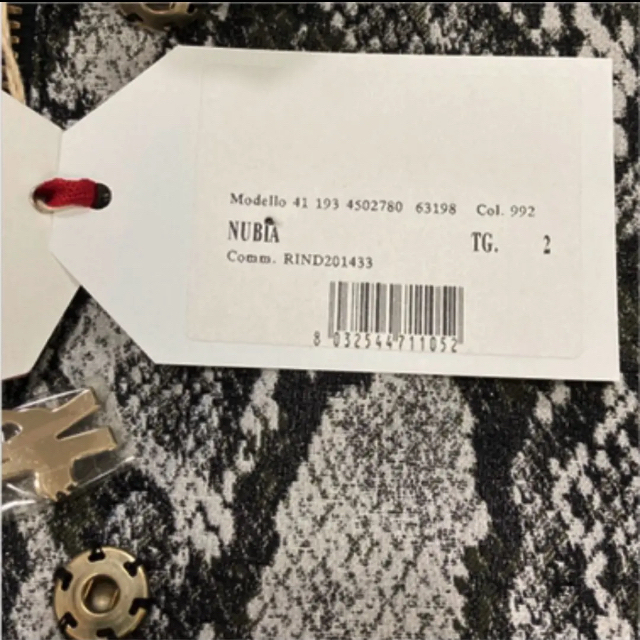 Modello 41 193 4502780 63198 Col. 992
NUBIA TG. 2
Comm. RIND201433
8 032544 711052